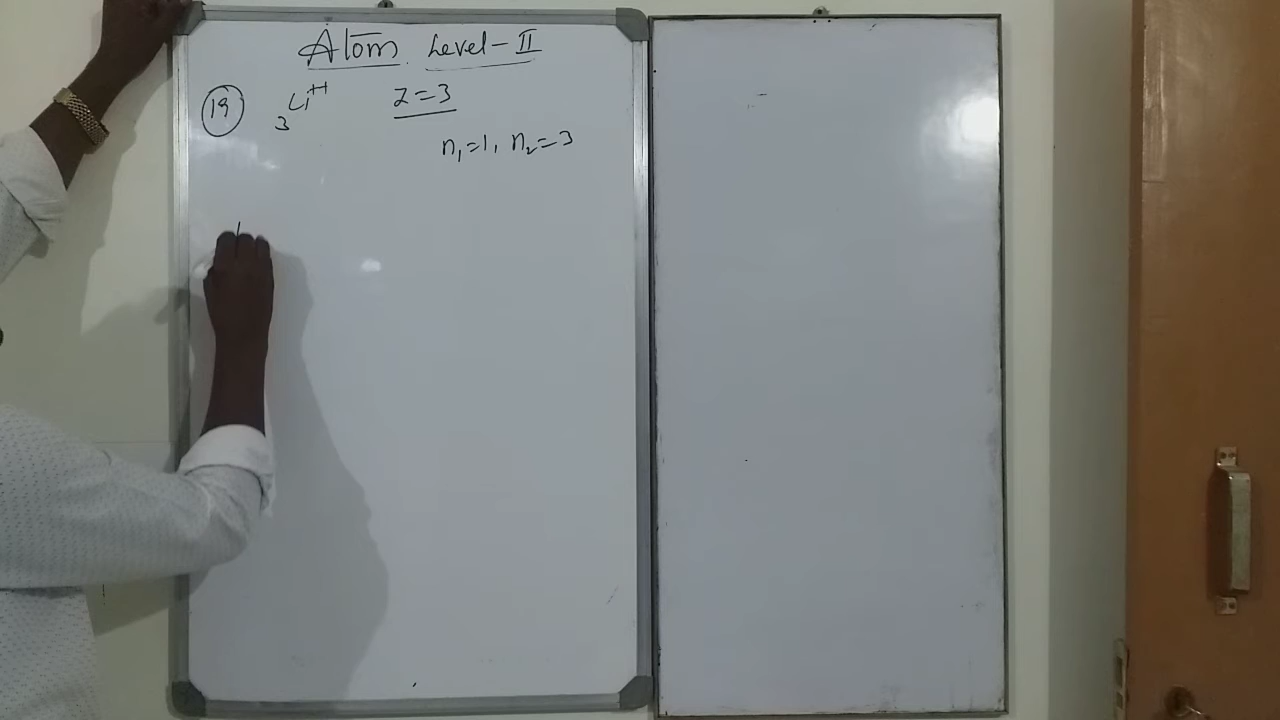 Atom Level-II
19 ₃Li⁺⁺ Z=3
n₁=1, n₂=3